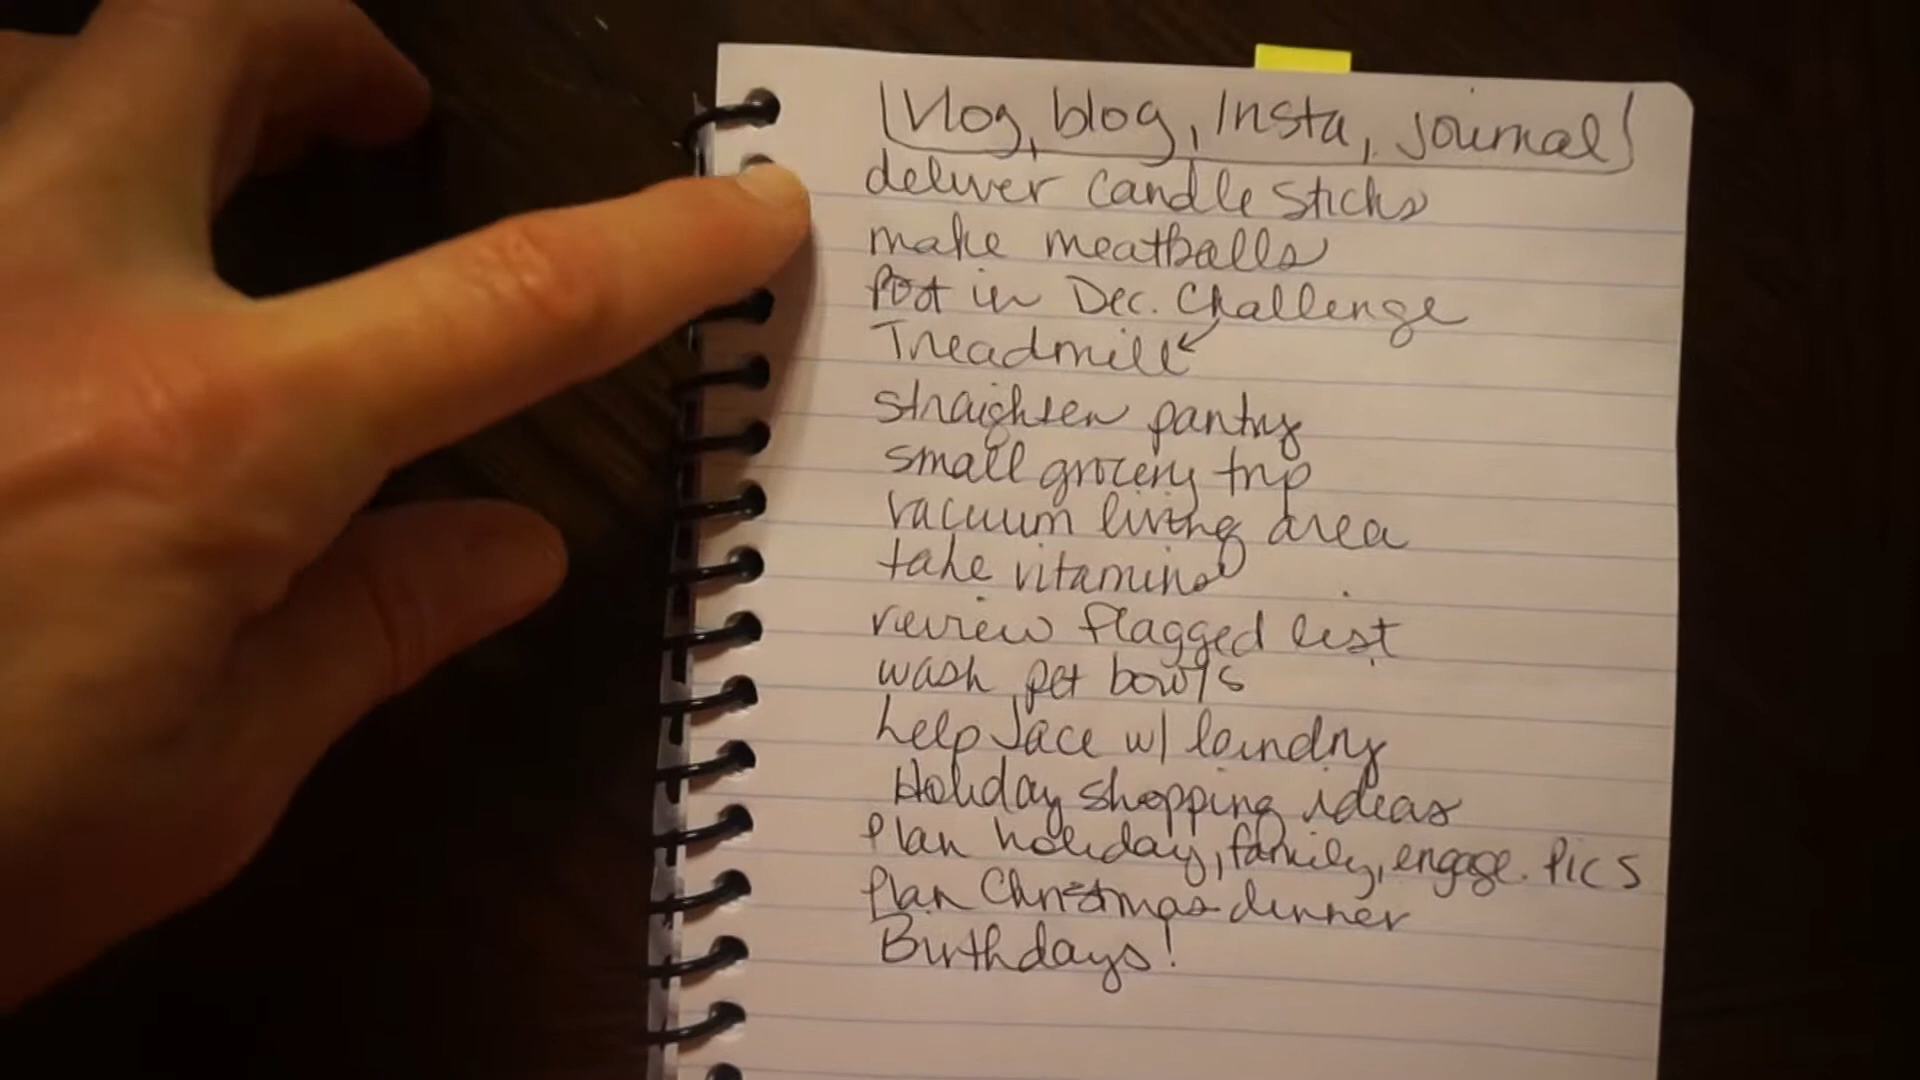 Vlog, blog, Insta, journal
deliver candle sticks
make meatballs
Post in Dec. Challenge
Treadmill
straighten pantry
small grocery trip
vacuum living area
take vitamins
review flagged list
wash pet bowls
help Jace w/ laundry
Holiday shopping ideas
Plan holiday, family, engage. pics
Plan Christmas dinner
Birthdays!